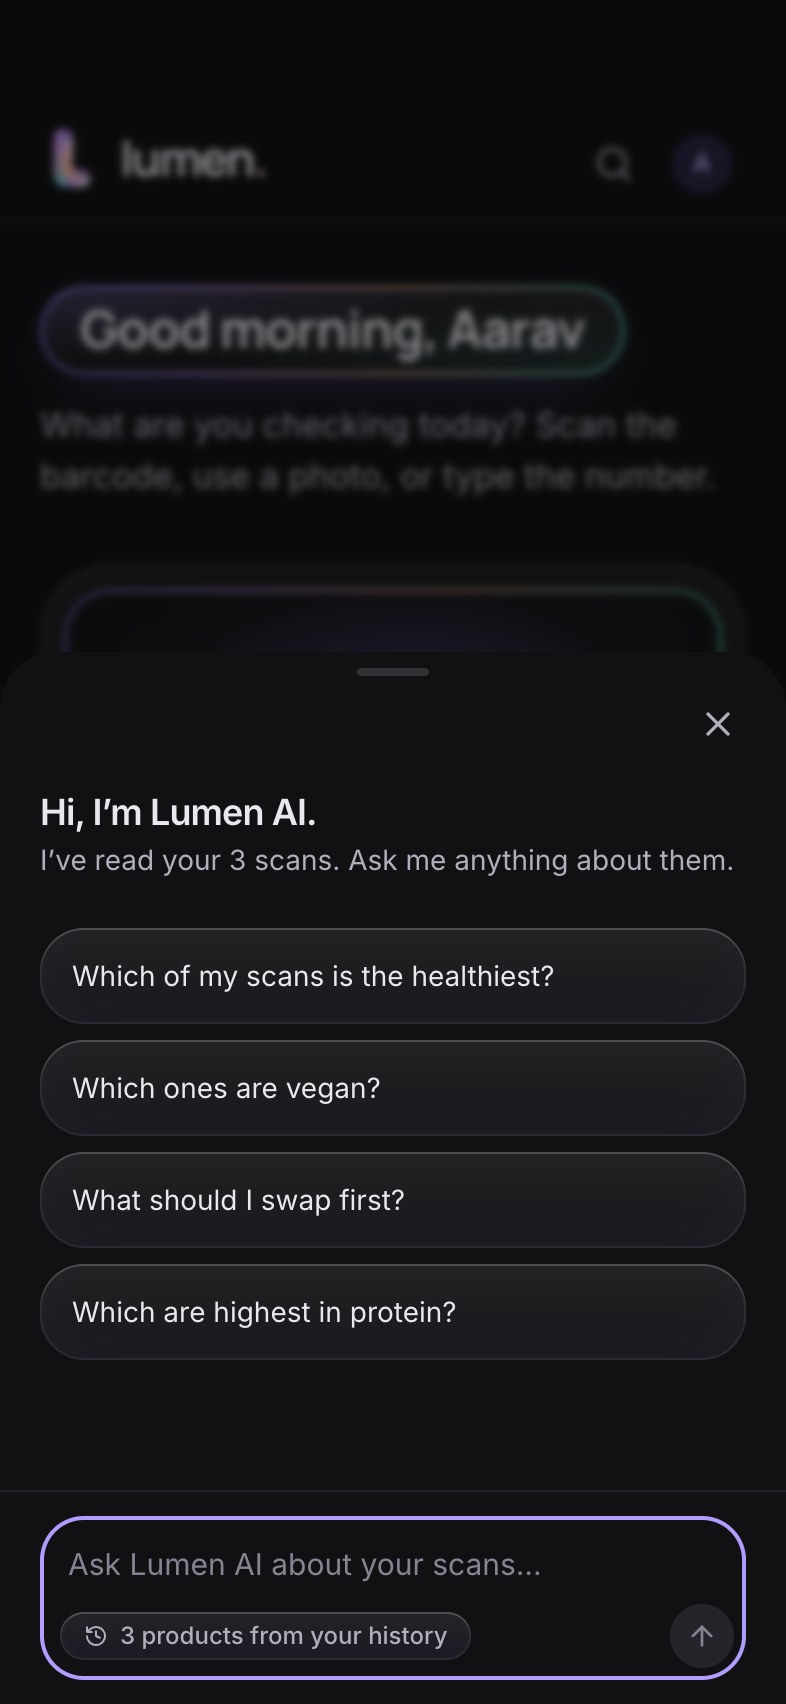 lumen.
A
Good morning, Aarav
What are you checking today? Scan the
barcode, use a photo, or type the number.
Hi, I’m Lumen AI.
I’ve read your 3 scans. Ask me anything about them.
Which of my scans is the healthiest?
Which ones are vegan?
What should I swap first?
Which are highest in protein?
Ask Lumen AI about your scans...
3 products from your history